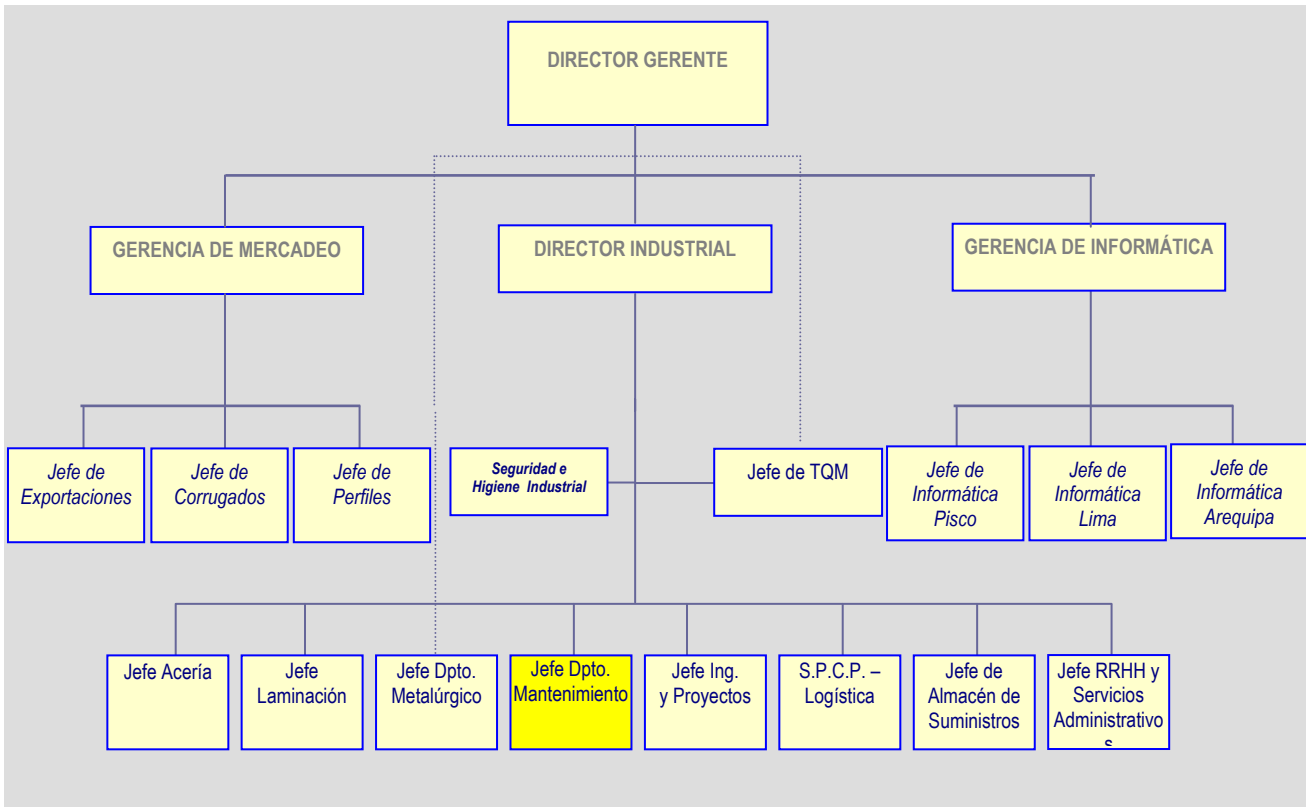 DIRECTOR GERENTE
GERENCIA DE MERCADEO
DIRECTOR INDUSTRIAL
GERENCIA DE INFORMÁTICA
Jefe de
Exportaciones
Jefe de
Corrugados
Jefe de
Perfiles
Seguridad e
Higiene Industrial
Jefe de TQM
Jefe de
Informática
Pisco
Jefe de
Informática
Lima
Jefe de
Informática
Arequipa
Jefe Acería
Jefe
Laminación
Jefe Dpto.
Metalúrgico
Jefe Dpto.
Mantenimiento
Jefe Ing.
y Proyectos
S.P.C.P. –
Logística
Jefe de
Almacén de
Suministros
Jefe RRHH y
Servicios
Administrativo
s